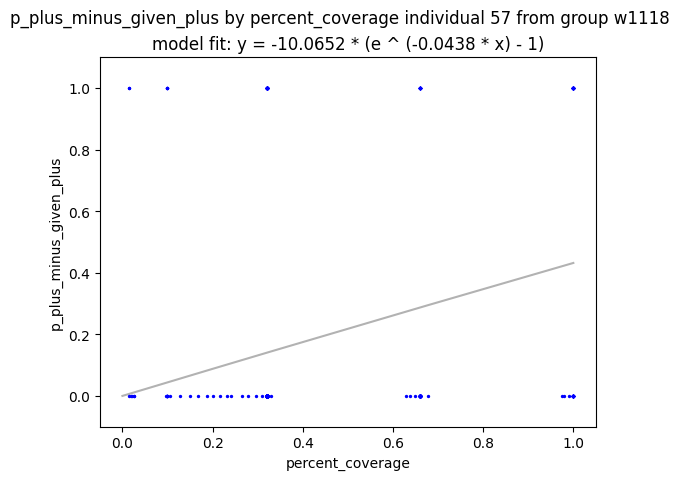 p_plus_minus_given_plus by percent_coverage individual 57 from group w1118
model fit: y = -10.0652 * (e ^ (-0.0438 * x) - 1)
1.0
0.8
0.6
0.4
0.2
0.0
p_plus_minus_given_plus
0.0 0.2 0.4 0.6 0.8 1.0
percent_coverage